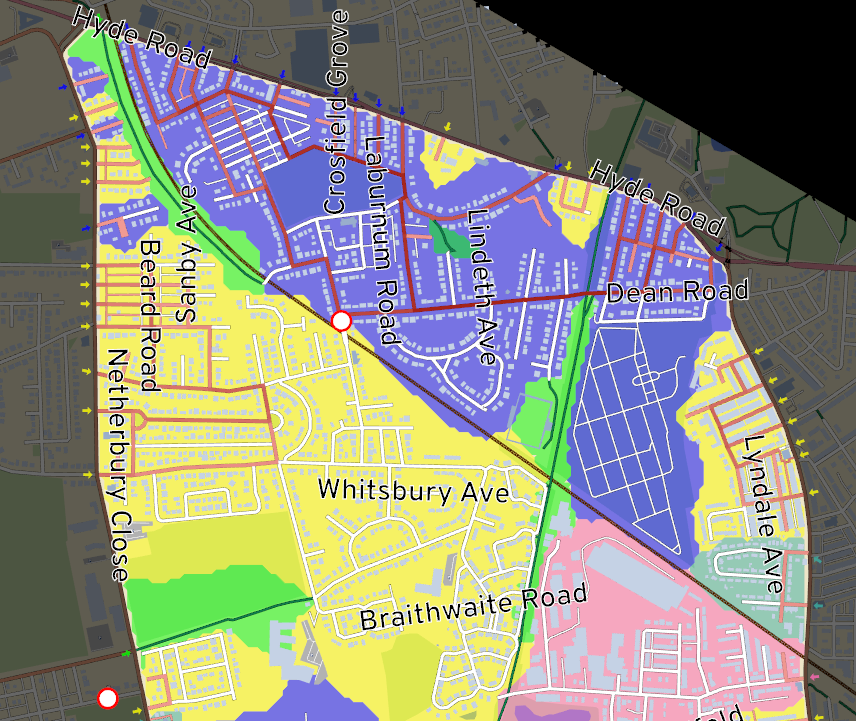 Hyde Road
Crosfield Grove
Laburnum Road
Hyde Road
Sanby Ave
Lindeth Ave
Beard Road
Dean Road
Netherbury Close
Whitsbury Ave
Lyndale Ave
Braithwaite Road